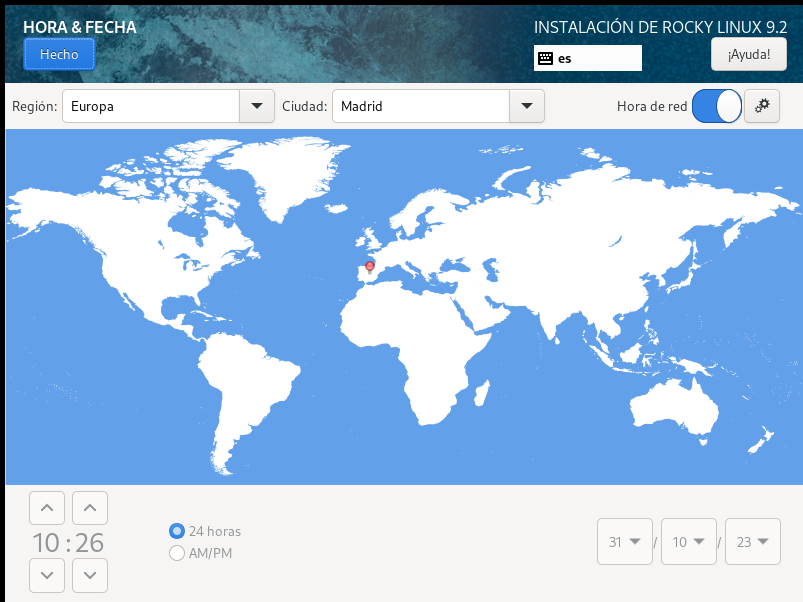 HORA & FECHA
INSTALACIÓN DE ROCKY LINUX 9.2
Hecho
es
¡Ayuda!
Región: Europa Ciudad: Madrid Hora de red
10 : 26
24 horas
AM/PM
31 / 10 / 23